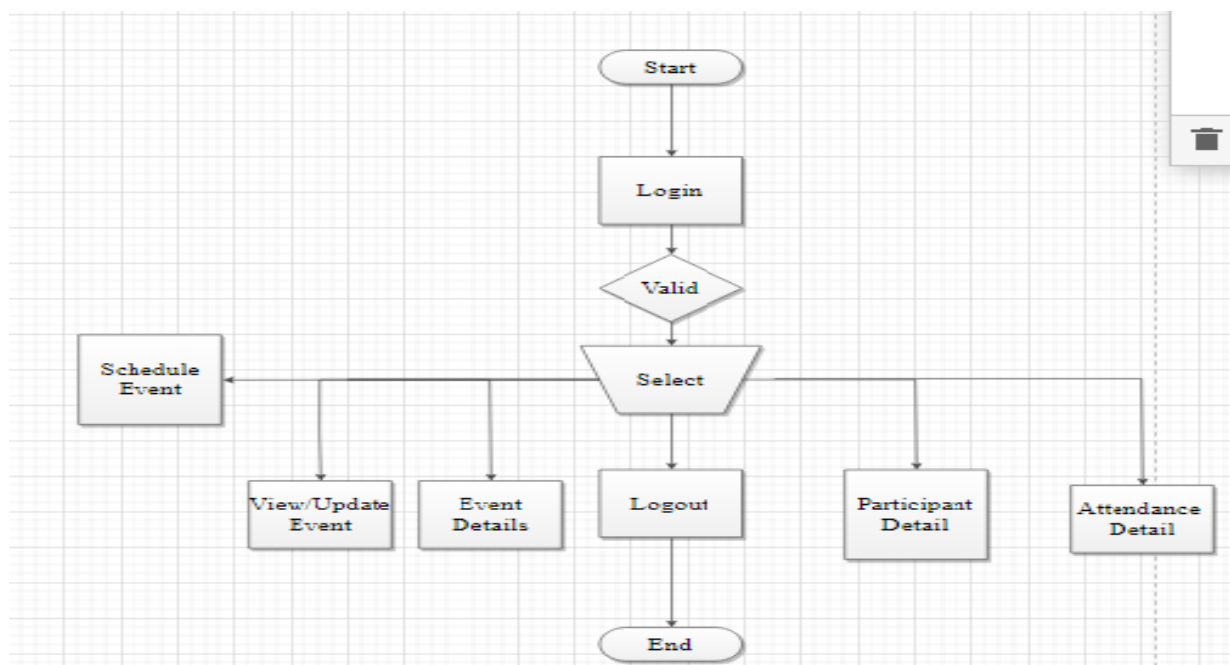 Start
Login
Valid
Schedule
Event
Select
View/Update
Event
Event
Details
Logout
Participant
Detail
Attendance
Detail
End